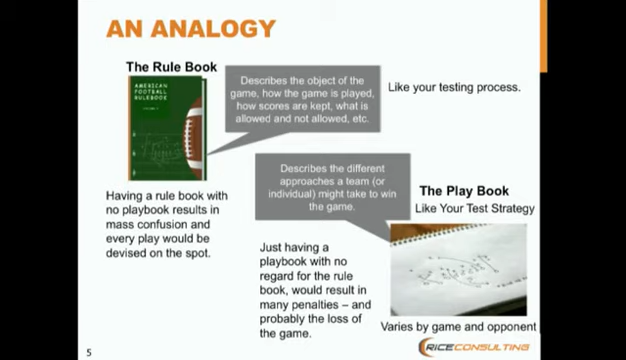 AN ANALOGY
The Rule Book
AMERICAN
FOOTBALL
RULEBOOK
Describes the object of the
game, how the game is played,
how scores are kept, what is
allowed and not allowed, etc.
Like your testing process.
Having a rule book with
no playbook results in
mass confusion and
every play would be
devised on the spot.
Describes the different
approaches a team (or
individual) might take to win
the game.
The Play Book
Like Your Test Strategy
Just having a
playbook with no
regard for the rule
book, would result in
many penalties – and
probably the loss of
the game.
Varies by game and opponent
5
RICECONSULTING